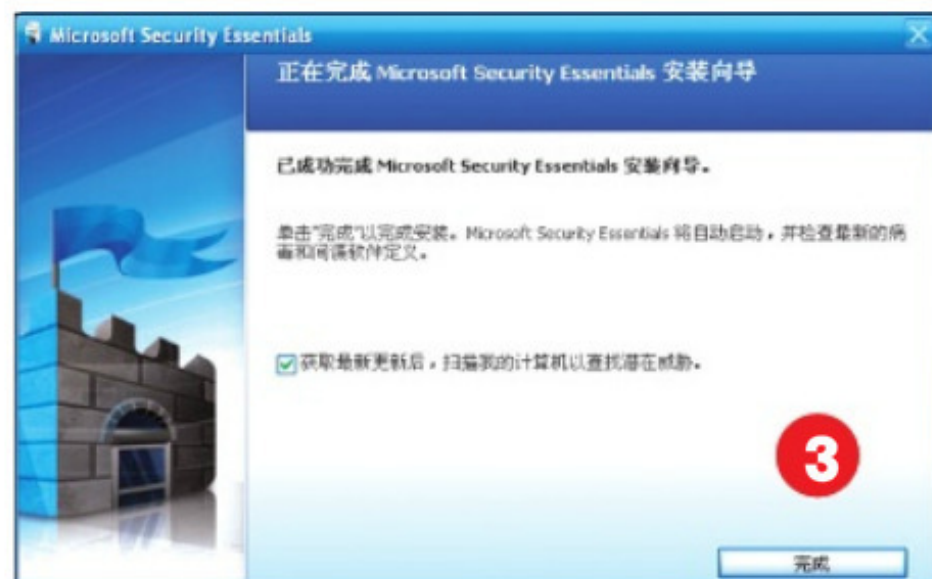 Microsoft Security Essentials
正在完成 Microsoft Security Essentials 安装向导
已成功完成 Microsoft Security Essentials 安装向导。
单击“完成”以完成安装。Microsoft Security Essentials 将自动启动，并检查最新的病
毒和间谍软件定义。
获取最新更新后，扫描我的计算机以查找潜在威胁。
3
完成